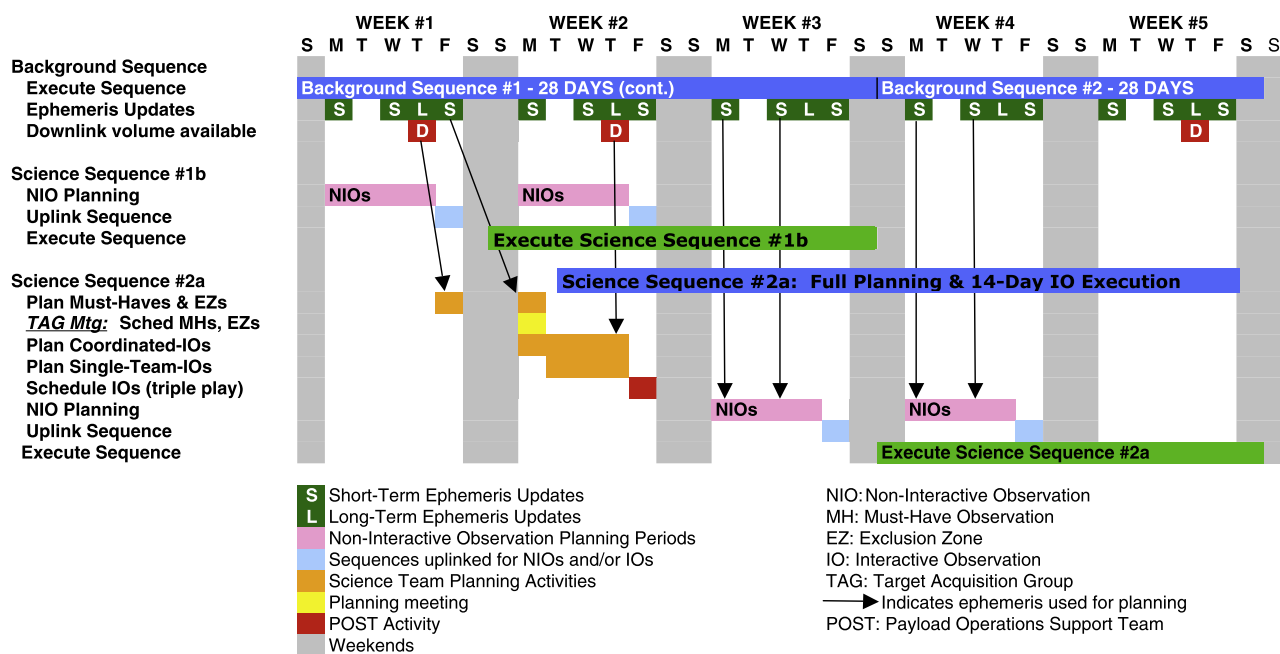 WEEK #1 WEEK #2 WEEK #3 WEEK #4 WEEK #5
S M T W T F S S M T W T F S S M T W T F S S M T W T F S S M T W T F S S
Background Sequence
Execute Sequence Background Sequence #1 - 28 DAYS (cont.) Background Sequence #2 - 28 DAYS
Ephemeris Updates S S L S S S L S S S L S S S L S S S L S
Downlink volume available D D D
Science Sequence #1b
NIO Planning NIOs NIOs
Uplink Sequence
Execute Sequence Execute Science Sequence #1b
Science Sequence #2a Science Sequence #2a: Full Planning & 14-Day IO Execution
Plan Must-Haves & EZs
TAG Mtg: Sched MHs, EZs
Plan Coordinated-IOs
Plan Single-Team-IOs
Schedule IOs (triple play)
NIO Planning NIOs NIOs
Uplink Sequence
Execute Sequence Execute Science Sequence #2a
S Short-Term Ephemeris Updates
L Long-Term Ephemeris Updates
Non-Interactive Observation Planning Periods
Sequences uplinked for NIOs and/or IOs
Science Team Planning Activities
Planning meeting
POST Activity
Weekends
NIO: Non-Interactive Observation
MH: Must-Have Observation
EZ: Exclusion Zone
IO: Interactive Observation
TAG: Target Acquisition Group
Indicates ephemeris used for planning
POST: Payload Operations Support Team